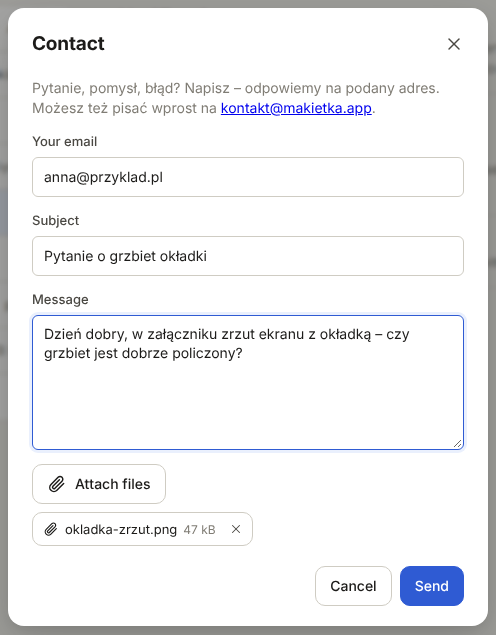 Contact
Pytanie, pomysł, błąd? Napisz – odpowiemy na podany adres.
Możesz też pisać wprost na kontakt@makietka.app.
Your email
anna@przyklad.pl
Subject
Pytanie o grzbiet okładki
Message
Dzień dobry, w załączniku zrzut ekranu z okładką – czy
grzbiet jest dobrze policzony?
Attach files
okladka-zrzut.png 47 kB
Cancel Send